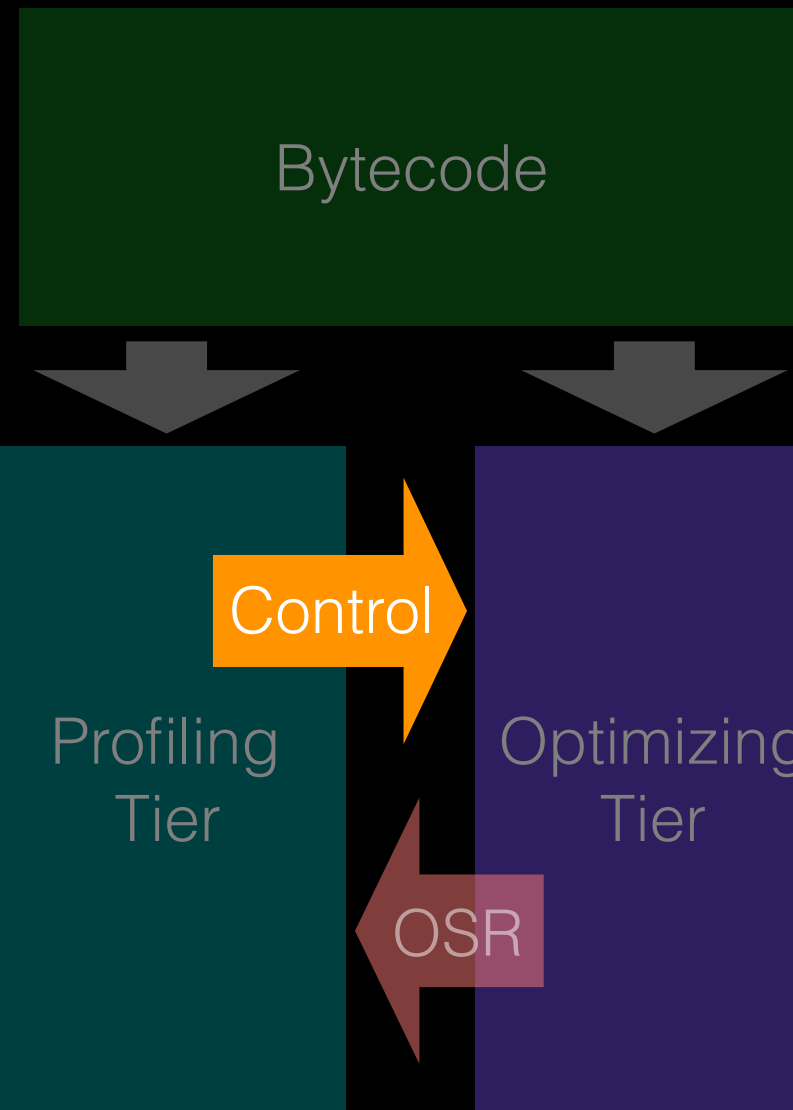 Bytecode
Control
Profiling
Tier
Optimizing
Tier
OSR